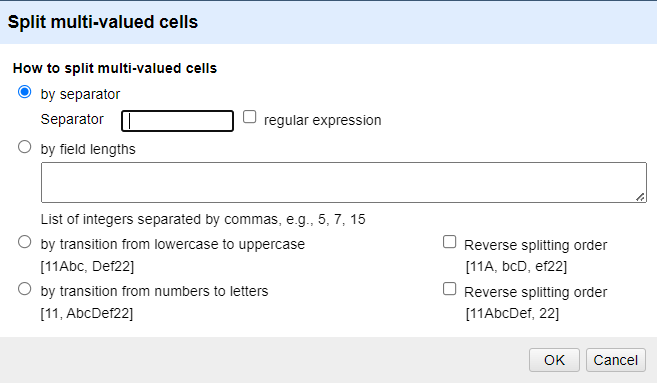 Split multi-valued cells
How to split multi-valued cells
by separator
Separator regular expression
by field lengths
List of integers separated by commas, e.g., 5, 7, 15
by transition from lowercase to uppercase Reverse splitting order
[11Abc, Def22] [11A, bcD, ef22]
by transition from numbers to letters Reverse splitting order
[11, AbcDef22] [11AbcDef, 22]
OK Cancel